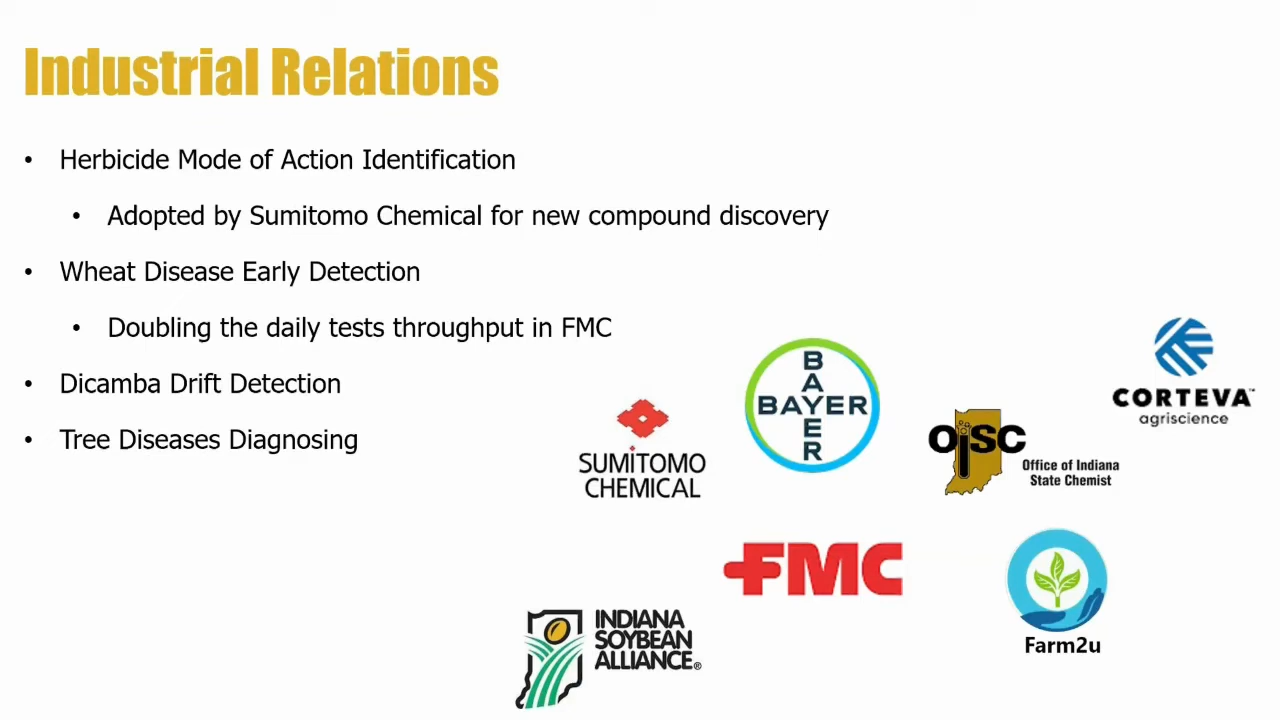 Industrial Relations
• Herbicide Mode of Action Identification
• Adopted by Sumitomo Chemical for new compound discovery
• Wheat Disease Early Detection
• Doubling the daily tests throughput in FMC
• Dicamba Drift Detection
• Tree Diseases Diagnosing
SUMITOMO
CHEMICAL
BAYER
BAYER
OISC
Office of Indiana
State Chemist
CORTEVA™
agriscience
FMC
Farm2u
INDIANA
SOYBEAN
ALLIANCE®